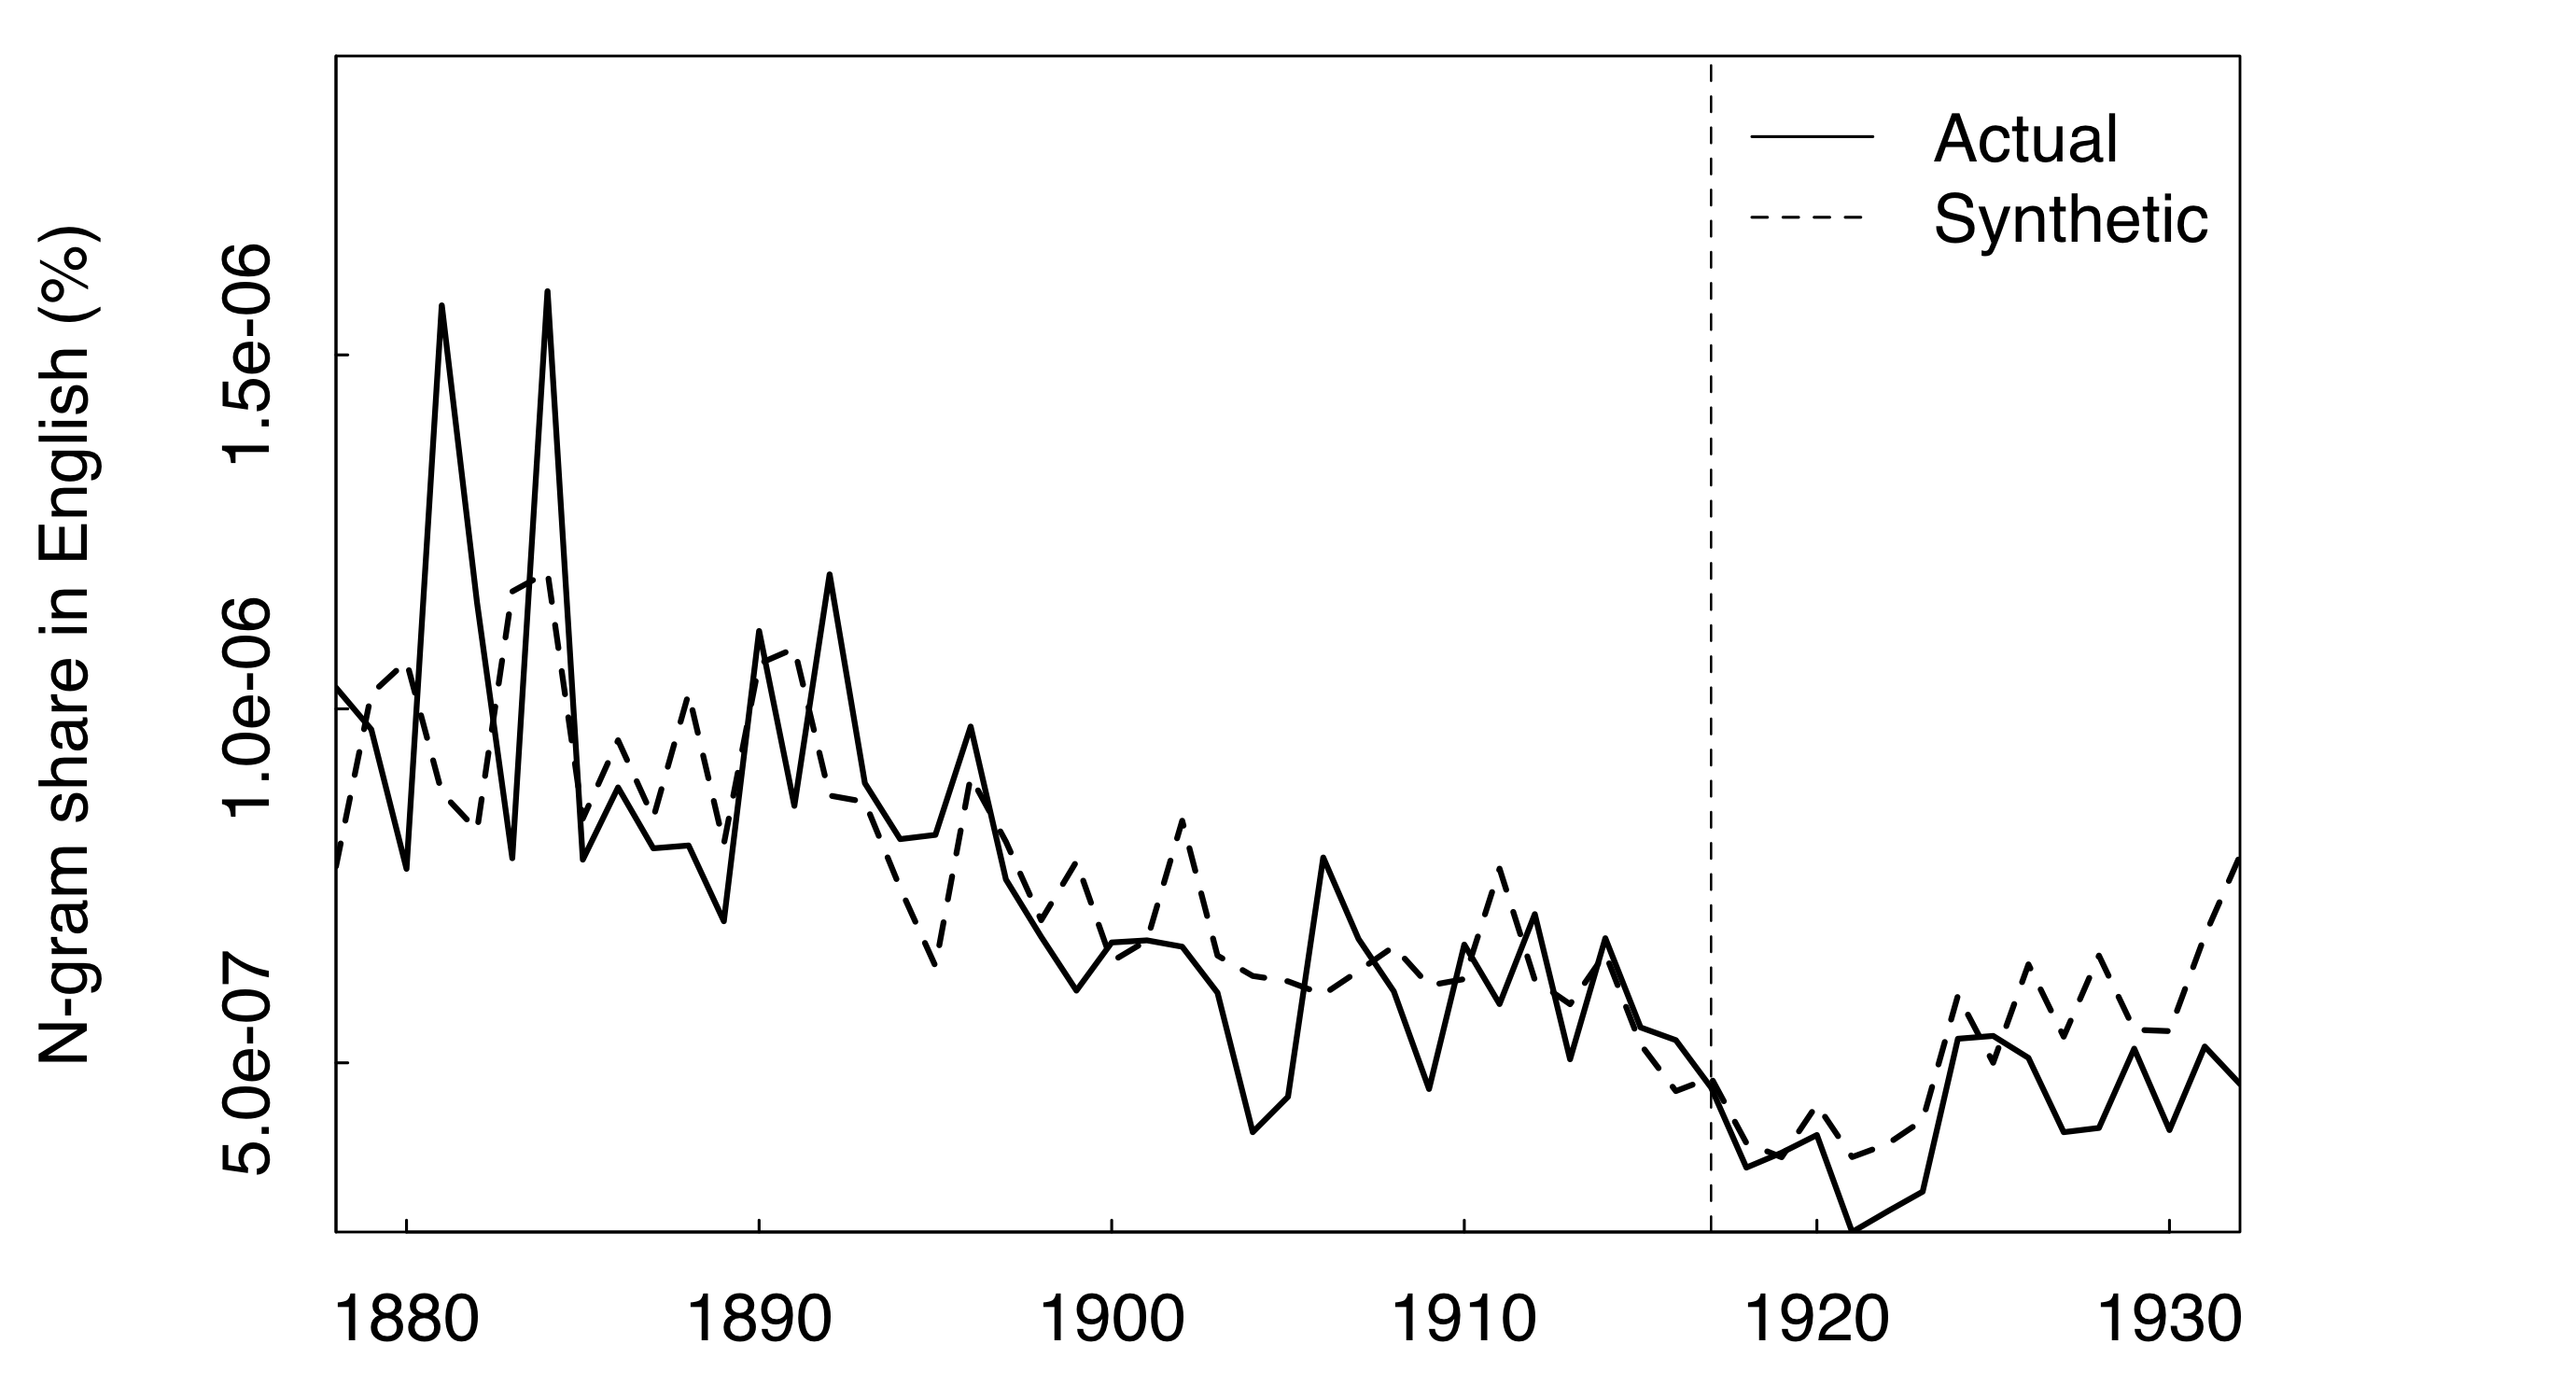 Actual
Synthetic
N-gram share in English (%)
1.5e-06
1.0e-06
5.0e-07
1880 1890 1900 1910 1920 1930